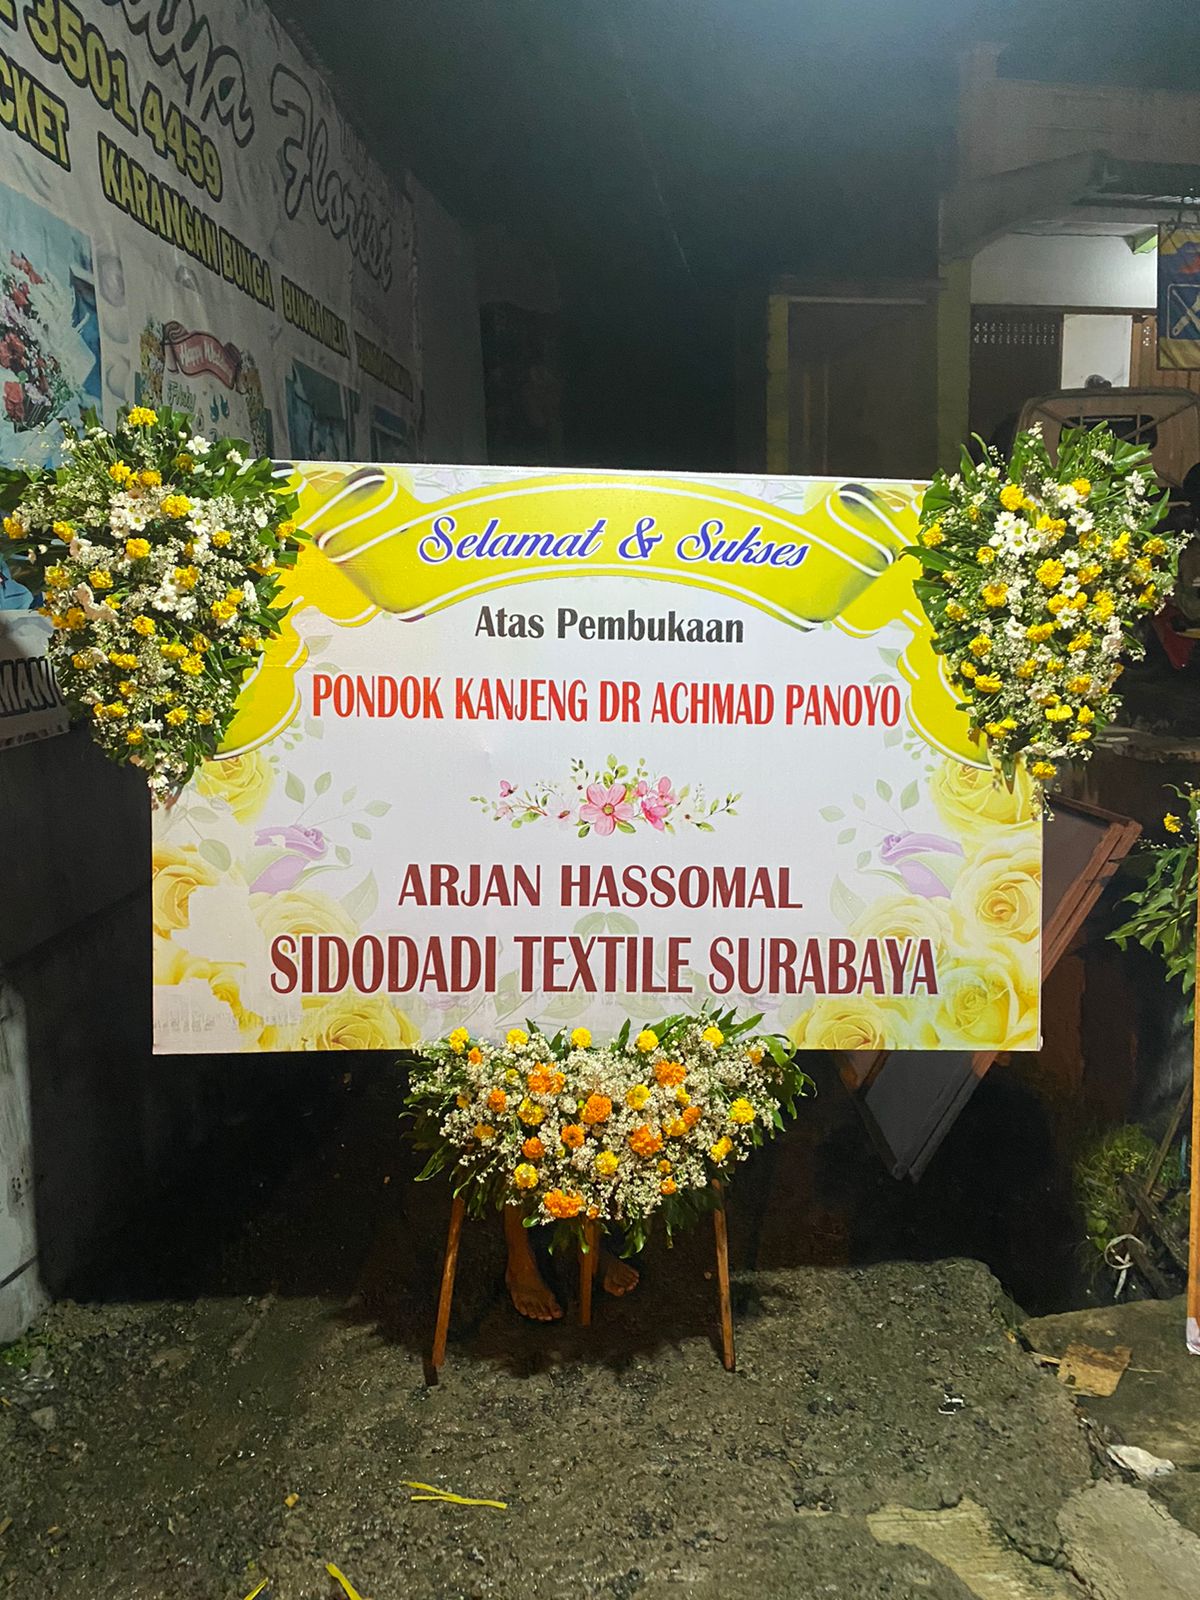 3501 4459
Florist
KARANGAN BUNGA
Selamat & Sukses
Atas Pembukaan
PONDOK KANJENG DR ACHMAD PANOYO
ARJAN HASSOMAL
SIDODADI TEXTILE SURABAYA